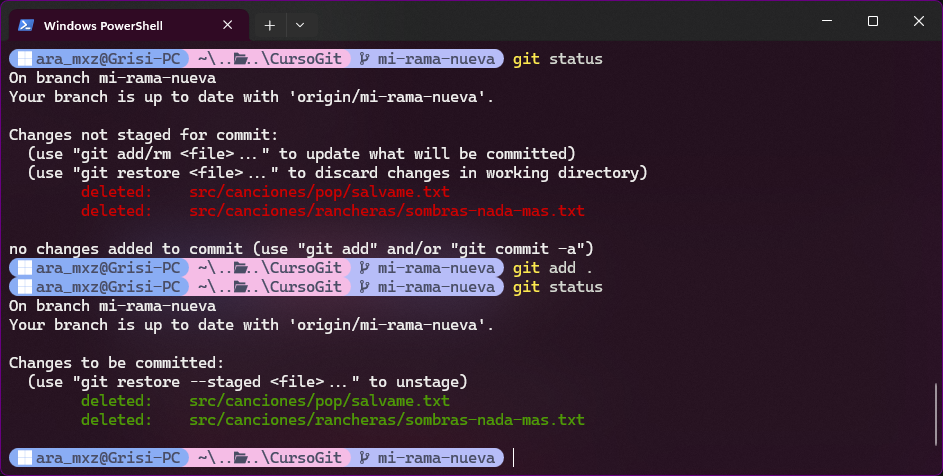 Windows PowerShell
ara_mxz@Grisi-PC ~\..\..\CursoGit mi-rama-nueva git status
On branch mi-rama-nueva
Your branch is up to date with 'origin/mi-rama-nueva'.
Changes not staged for commit:
(use "git add/rm <file>..." to update what will be committed)
(use "git restore <file>..." to discard changes in working directory)
deleted: src/canciones/pop/salvame.txt
deleted: src/canciones/rancheras/sombras-nada-mas.txt
no changes added to commit (use "git add" and/or "git commit -a")
ara_mxz@Grisi-PC ~\..\..\CursoGit mi-rama-nueva git add .
ara_mxz@Grisi-PC ~\..\..\CursoGit mi-rama-nueva git status
On branch mi-rama-nueva
Your branch is up to date with 'origin/mi-rama-nueva'.
Changes to be committed:
(use "git restore --staged <file>..." to unstage)
deleted: src/canciones/pop/salvame.txt
deleted: src/canciones/rancheras/sombras-nada-mas.txt
ara_mxz@Grisi-PC ~\..\..\CursoGit mi-rama-nueva